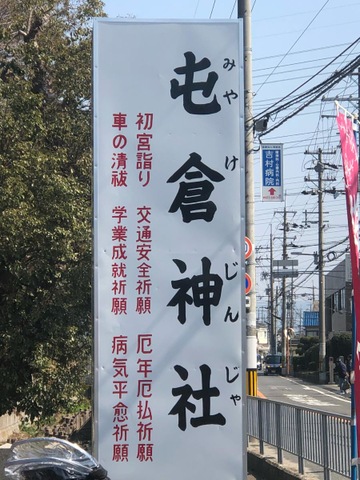 屯倉神社
みやけじんじゃ
初宮詣り 交通安全祈願 厄年厄払祈願
車の清祓 学業成就祈願 病気平愈祈願
吉村病院